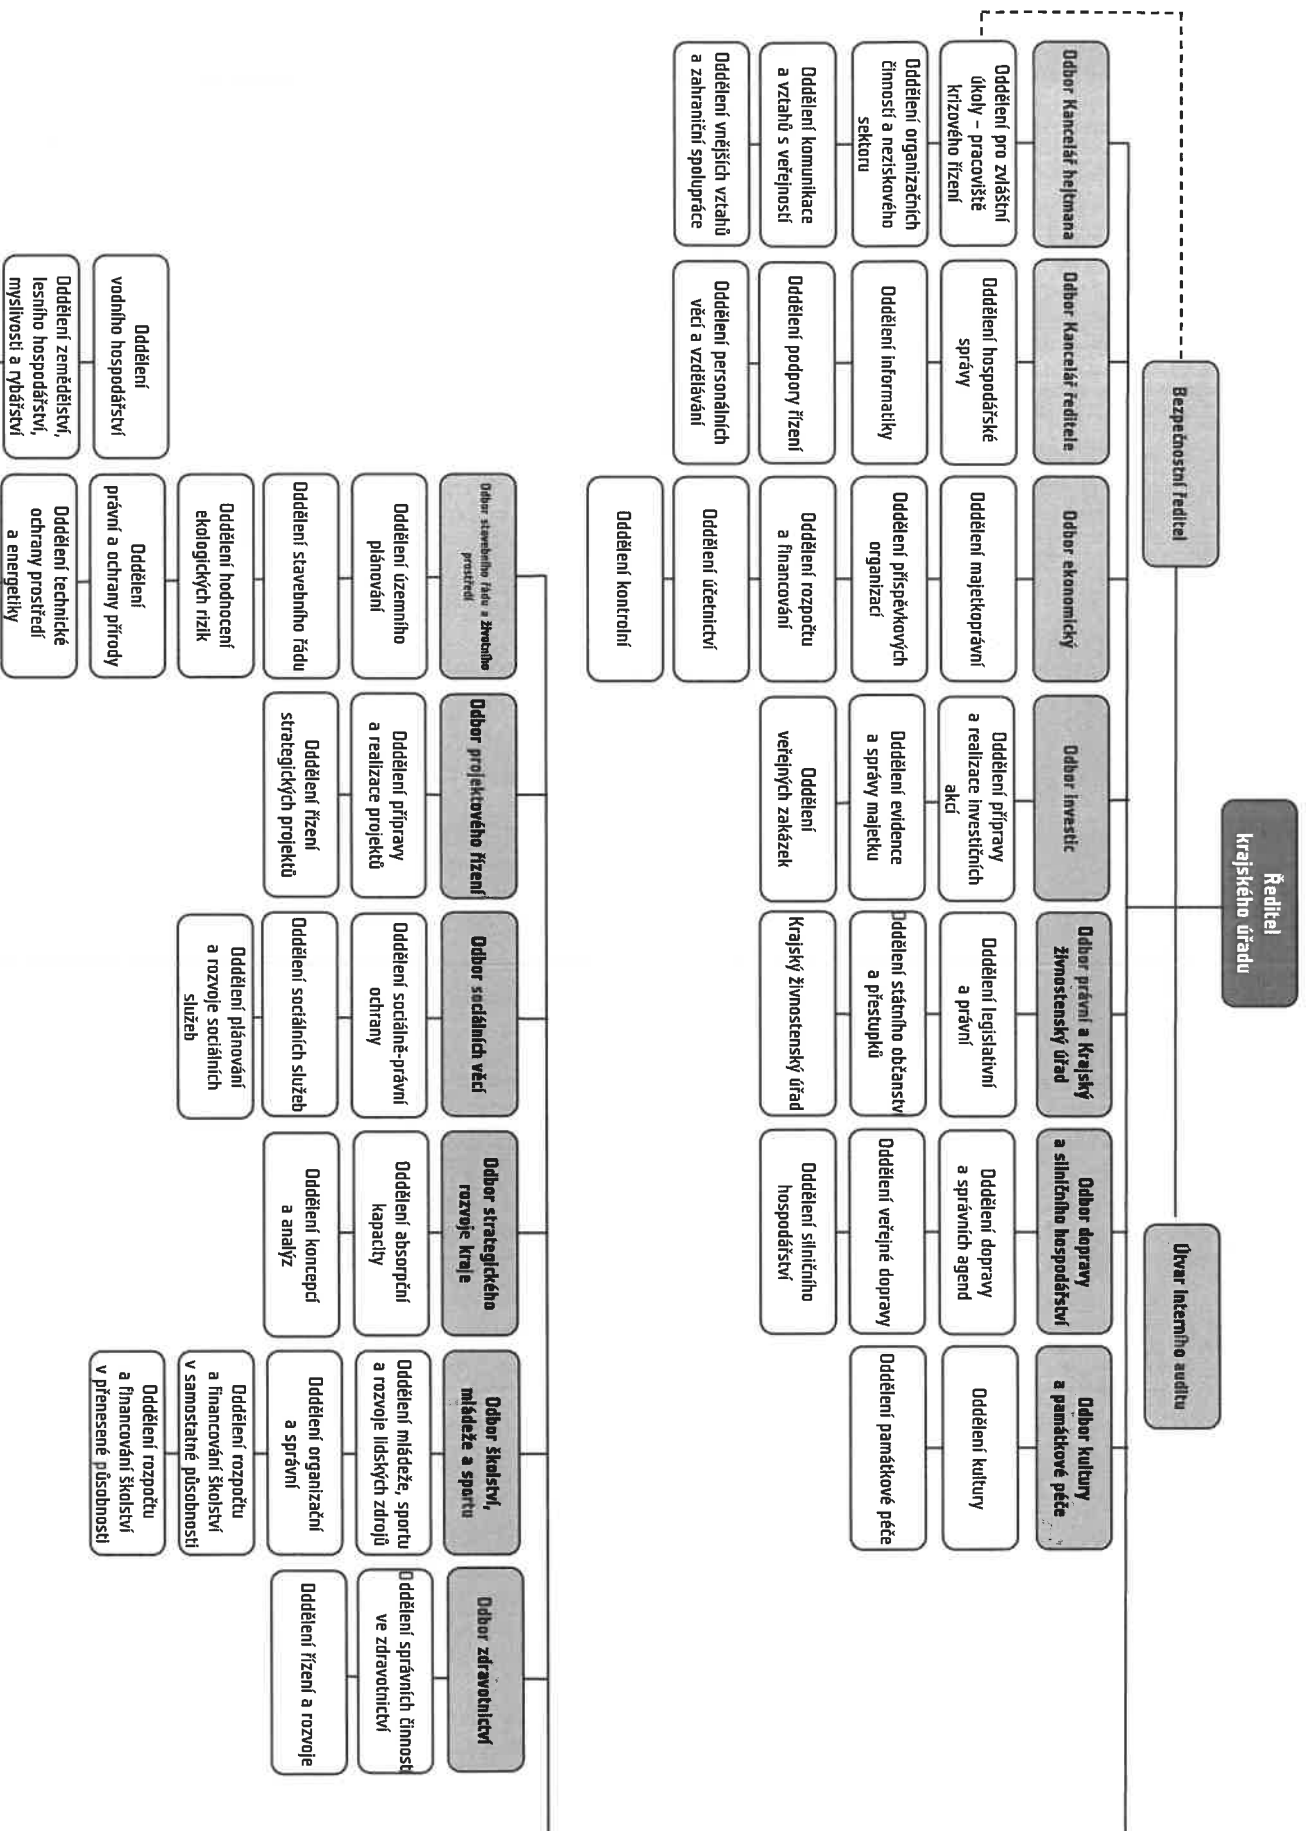 Ředitel
krajského úřadu
Bezpečnostní ředitel
Útvar interního auditu
Odbor Kancelář hejtmana
Oddělení pro zvláštní
úkoly – pracoviště
krizového řízení
Oddělení organizačních
činností a neziskového
sektoru
Oddělení komunikace
a vztahů s veřejností
Oddělení vnějších vztahů
a zahraniční spolupráce
Odbor Kancelář ředitele
Oddělení hospodářské
správy
Oddělení informatiky
Oddělení podpory řízení
Oddělení personálních
věcí a vzdělávání
Odbor ekonomický
Oddělení majetkoprávní
Oddělení příspěvkových
organizací
Oddělení rozpočtu
a financování
Oddělení účetnictví
Oddělení kontrolní
Odbor investic
Oddělení přípravy
a realizace investičních
akcí
Oddělení evidence
a správy majetku
Oddělení
veřejných zakázek
Odbor právní a Krajský
živnostenský úřad
Oddělení legislativní
a právní
Oddělení státního občanstv
a přestupků
Krajský živnostenský úřad
Odbor dopravy
a silničního hospodářství
Oddělení dopravy
a správních agend
Oddělení veřejné dopravy
Oddělení silničního
hospodářství
Odbor kultury
a památkové péče
Oddělení kultury
Oddělení památkové péče
Odbor stavebního řádu a životního
prostředí
Oddělení územního
plánování
Oddělení stavebního řádu
Oddělení hodnocení
ekologických rizik
Oddělení
právní a ochrany přírody
Oddělení technické
ochrany prostředí
a energetiky
Oddělení
vodního hospodářství
Oddělení zemědělství,
lesního hospodářství,
myslivosti a rybářství
Odbor projektového řízení
Oddělení přípravy
a realizace projektů
Oddělení řízení
strategických projektů
Odbor sociálních věcí
Oddělení sociálně-právní
ochrany
Oddělení sociálních služeb
Oddělení plánování
a rozvoje sociálních
služeb
Odbor strategického
rozvoje kraje
Oddělení absorpční
kapacity
Oddělení koncepcí
a analýz
Odbor školství,
mládeže a sportu
Oddělení mládeže, sportu
a rozvoje lidských zdrojů
Oddělení organizační
a správní
Oddělení rozpočtu
a financování školství
v samostatné působnosti
Oddělení rozpočtu
a financování školství
v přenesené působnosti
Odbor zdravotnictví
Oddělení správních činnost
ve zdravotnictví
Oddělení řízení a rozvoje